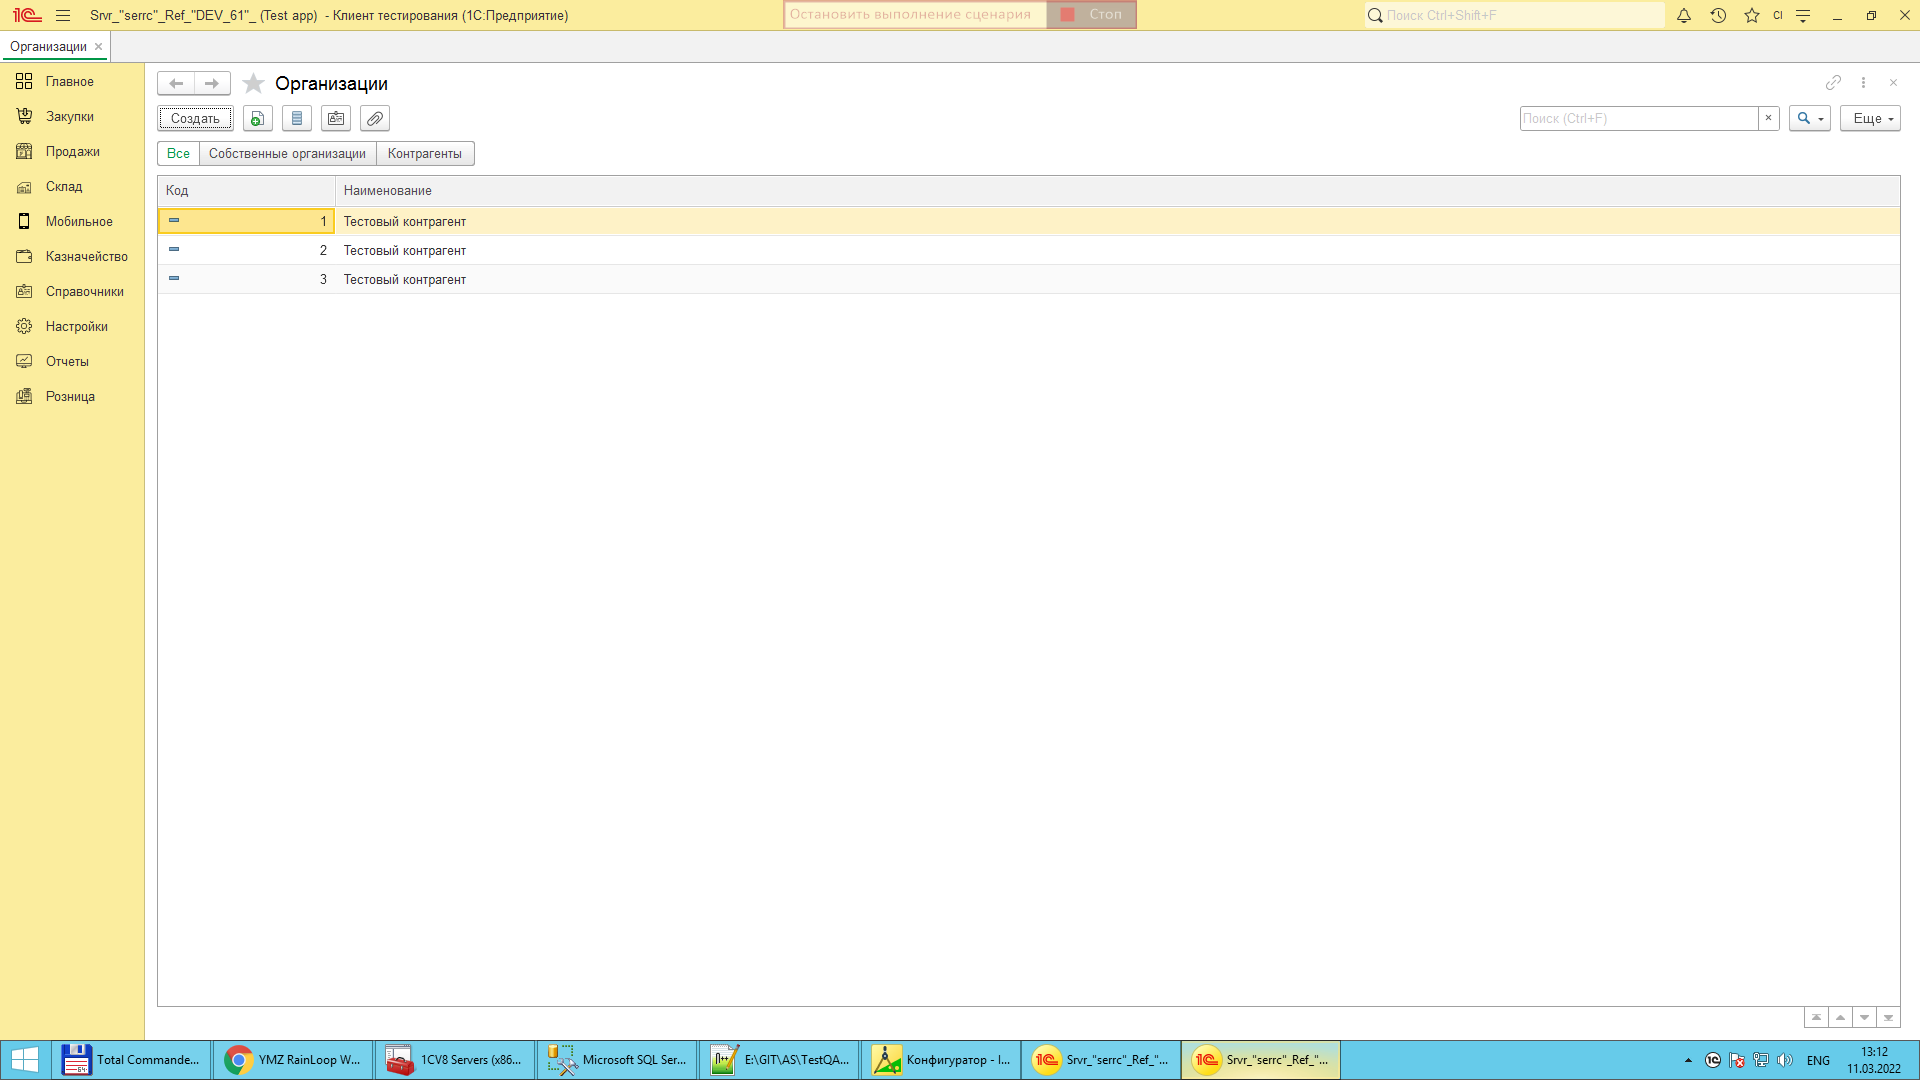 Srvr_"serrc"_Ref_"DEV_61"_ (Test app) - Клиент тестирования (1С:Предприятие)
Остановить выполнение сценария
Стоп
Поиск Ctrl+Shift+F
CI
Организации
Главное
Закупки
Продажи
Склад
Мобильное
Казначейство
Справочники
Настройки
Отчеты
Розница
Организации
Создать
Поиск (Ctrl+F)
Еще
Все
Собственные организации
Контрагенты
Код Наименование
1 Тестовый контрагент
2 Тестовый контрагент
3 Тестовый контрагент
Total Commande...
YMZ RainLoop W...
1CV8 Servers (x86...
Microsoft SQL Ser...
E:\GIT\AS\TestQA...
Конфигуратор - I...
Srvr_"serrc"_Ref_"...
Srvr_"serrc"_Ref_"...
ENG
13:12
11.03.2022